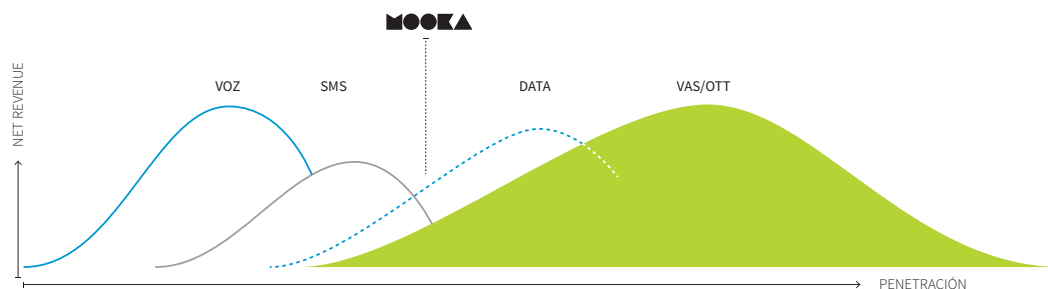 MOOKA
VOZ
SMS
DATA
VAS/OTT
NET REVENUE
PENETRACIÓN